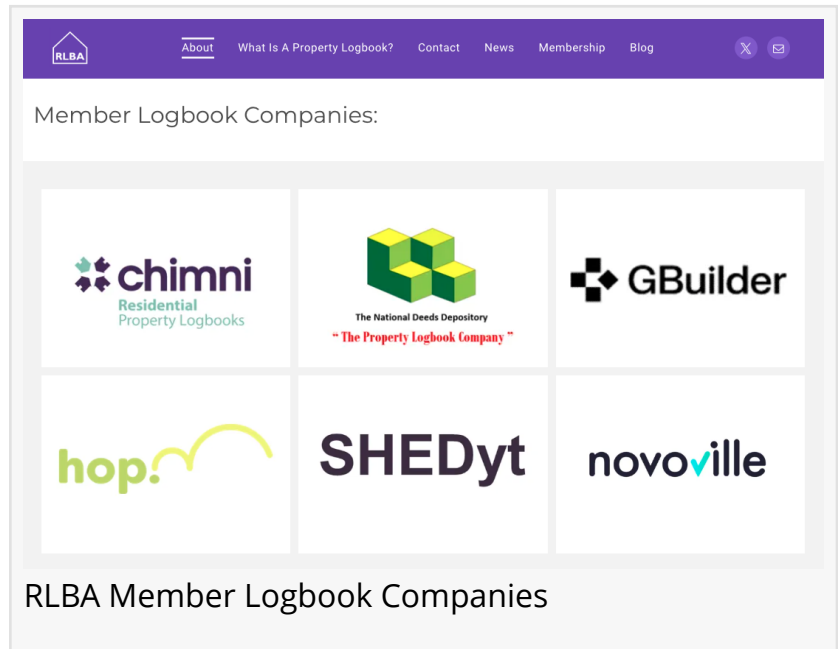 RLBA
About What Is A Property Logbook? Contact News Membership Blog
Member Logbook Companies:
chimni
Residential
Property Logbooks
The National Deeds Depository
“ The Property Logbook Company ”
GBuilder
hop.
SHEDyt
novoville
RLBA Member Logbook Companies